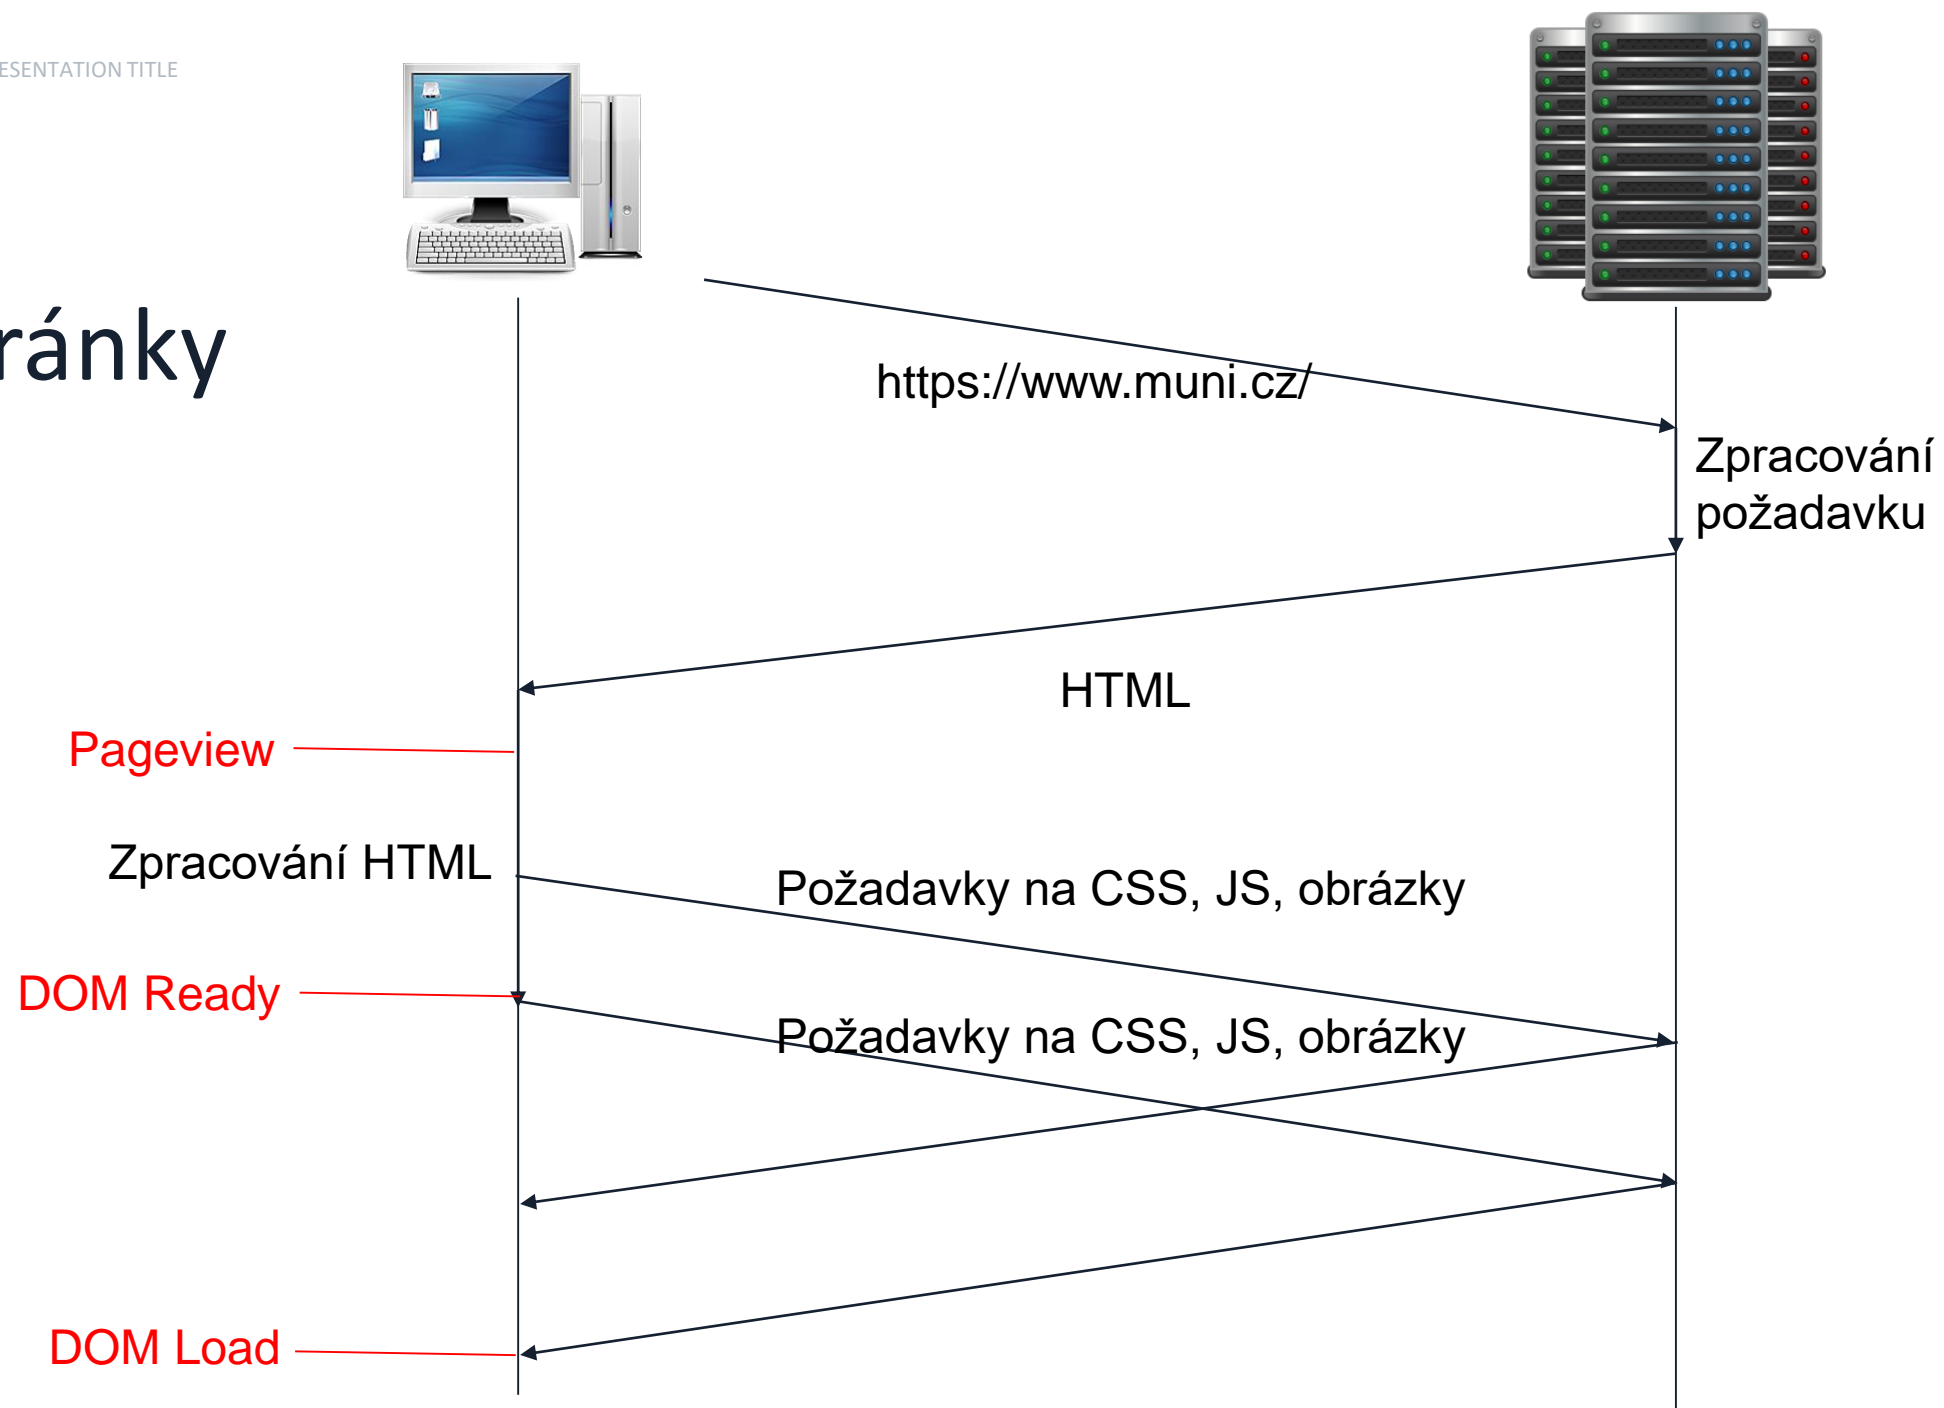 ESENTATION TITLE
ránky
https://www.muni.cz/
Zpracování
požadavku
HTML
Pageview
Zpracování HTML
Požadavky na CSS, JS, obrázky
DOM Ready
Požadavky na CSS, JS, obrázky
DOM Load